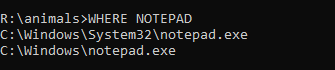 R:\animals>WHERE NOTEPAD
C:\Windows\System32\notepad.exe
C:\Windows\notepad.exe